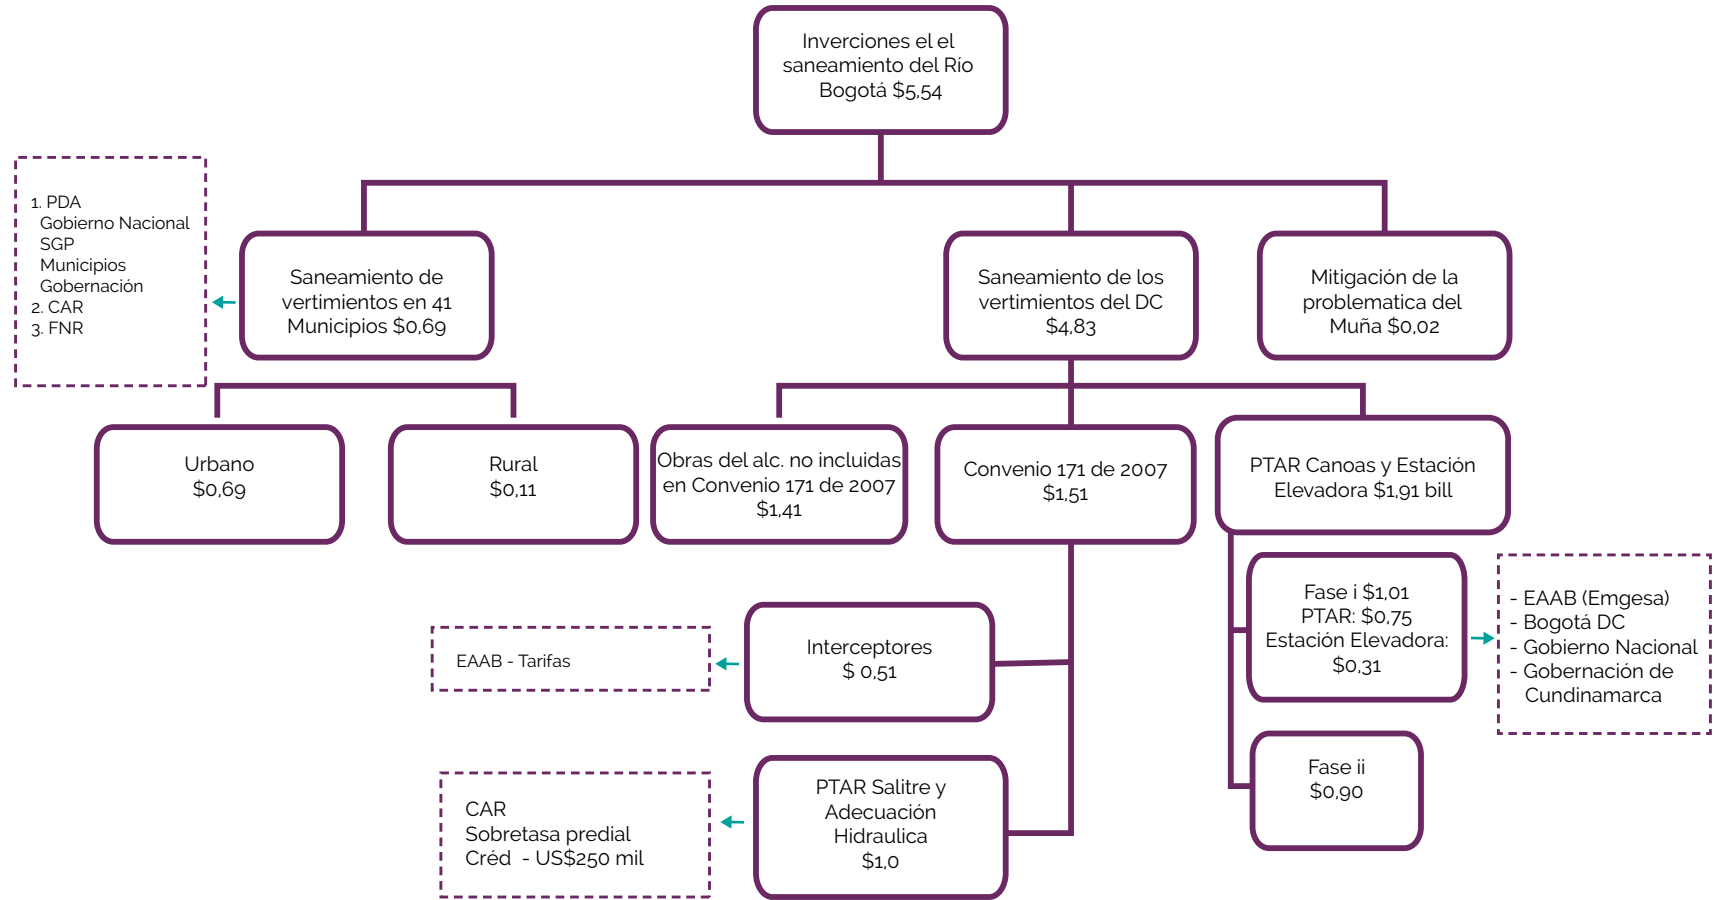 Inverciones el el
saneamiento del Río
Bogotá $5,54
1. PDA
Gobierno Nacional
SGP
Municipios
Gobernación
2. CAR
3. FNR
Saneamiento de
vertimientos en 41
Municipios $0,69
Saneamiento de los
vertimientos del DC
$4,83
Mitigación de la
problematica del
Muña $0,02
Urbano
$0,69
Rural
$0,11
Obras del alc. no incluidas
en Convenio 171 de 2007
$1,41
Convenio 171 de 2007
$1,51
PTAR Canoas y Estación
Elevadora $1,91 bill
Fase i $1,01
PTAR: $0,75
Estación Elevadora:
$0,31
- EAAB (Emgesa)
- Bogotá DC
- Gobierno Nacional
- Gobernación de
Cundinamarca
EAAB - Tarifas
Interceptores
$ 0,51
Fase ii
$0,90
CAR
Sobretasa predial
Créd - US$250 mil
PTAR Salitre y
Adecuación
Hidraulica
$1,0